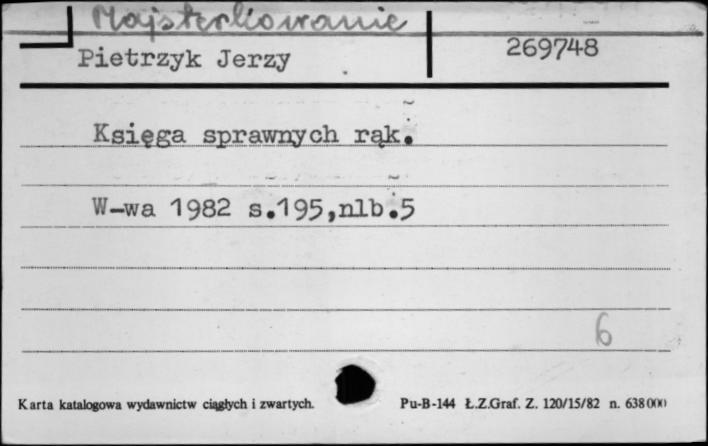 Majsterkowanie
Pietrzyk Jerzy
269748
Księga sprawnych rąk.
W-wa 1982 s.195,nlb.5
6
Karta katalogowa wydawnictw ciągłych i zwartych.
Pu-B-144 Ł.Z.Graf. Z. 120/15/82 n. 638000